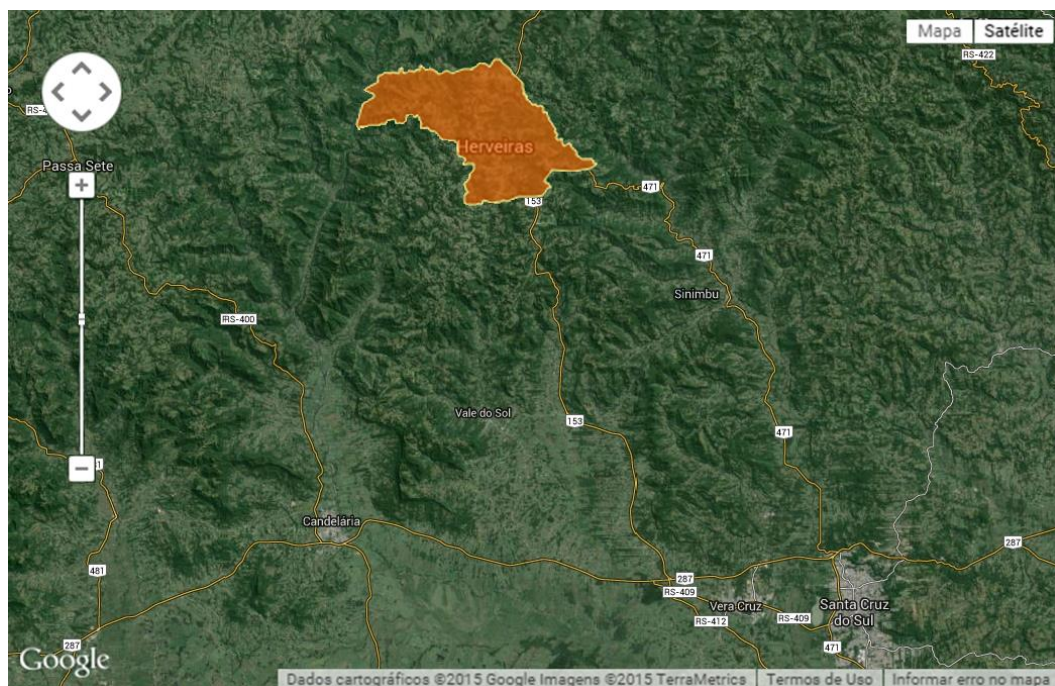 Mapa
Satélite
RS-422
Passa Sete
Herveiras
471
153
471
Sinimbu
RS-400
Vale do Sol
153
471
Candelária
287
481
287
RS-409
Vera Cruz
Santa Cruz
do Sul
RS-412
RS-409
287
471
Google
Dados cartográficos ©2015 Google Imagens ©2015 TerraMetrics
Termos de Uso
Informar erro no mapa